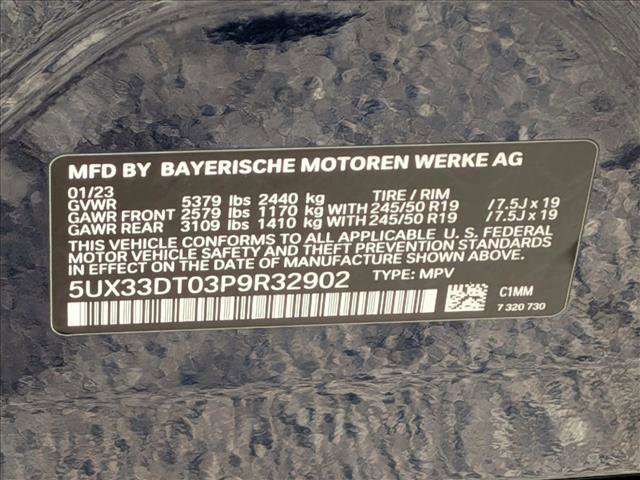 MFD BY BAYERISCHE MOTOREN WERKE AG
01/23 TIRE / RIM
GVWR 5379 lbs 2440 kg
GAWR FRONT 2579 lbs 1170 kg WITH 245/50 R19 / 7.5J x 19
GAWR REAR 3109 lbs 1410 kg WITH 245/50 R19 / 7.5J x 19
THIS VEHICLE CONFORMS TO ALL APPLICABLE U. S. FEDERAL
MOTOR VEHICLE SAFETY AND THEFT PREVENTION STANDARDS
IN EFFECT ON THE DATE OF MANUFACTURE SHOWN ABOVE.
5UX33DT03P9R32902 TYPE: MPV
C1MM
7 320 730